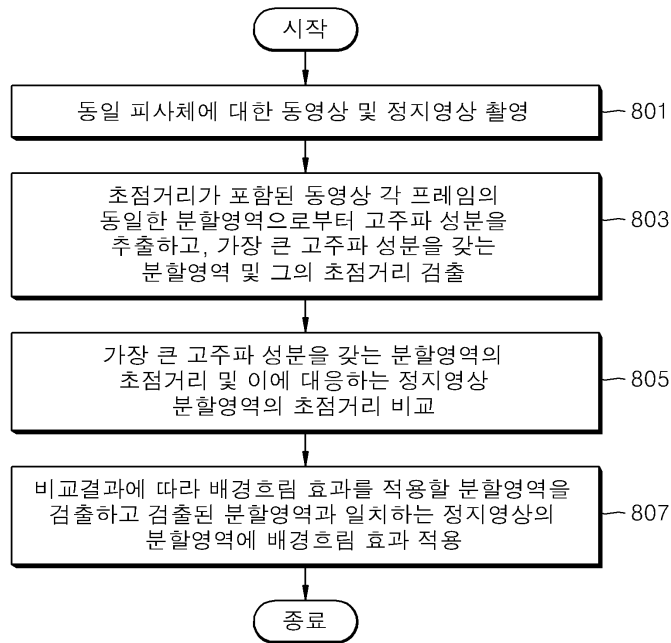 시작
동일 피사체에 대한 동영상 및 정지영상 촬영
801
초점거리가 포함된 동영상 각 프레임의
동일한 분할영역으로부터 고주파 성분을
추출하고, 가장 큰 고주파 성분을 갖는
분할영역 및 그의 초점거리 검출
803
가장 큰 고주파 성분을 갖는 분할영역의
초점거리 및 이에 대응하는 정지영상
분할영역의 초점거리 비교
805
비교결과에 따라 배경흐림 효과를 적용할 분할영역을
검출하고 검출된 분할영역과 일치하는 정지영상의
분할영역에 배경흐림 효과 적용
807
종료